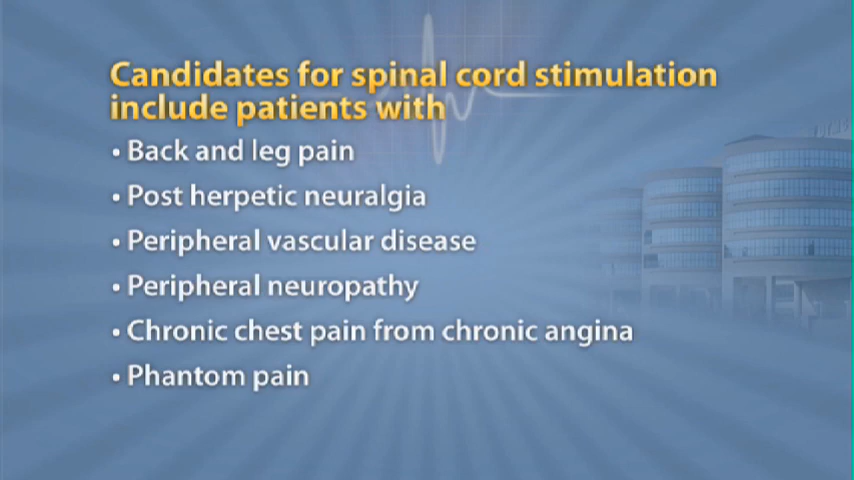 Candidates for spinal cord stimulation
include patients with
• Back and leg pain
• Post herpetic neuralgia
• Peripheral vascular disease
• Peripheral neuropathy
• Chronic chest pain from chronic angina
• Phantom pain